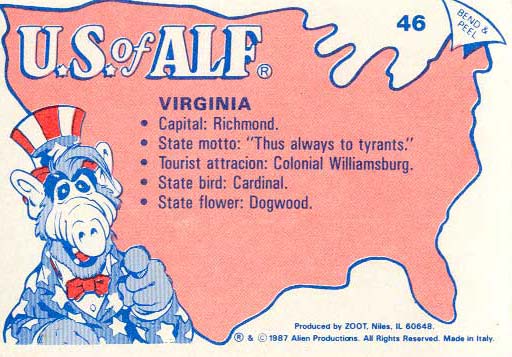 46
BEND &
PEEL
U.S. of ALF®
VIRGINIA
• Capital: Richmond.
• State motto: "Thus always to tyrants."
• Tourist attracion: Colonial Williamsburg.
• State bird: Cardinal.
• State flower: Dogwood.
Produced by ZOOT, Niles, IL 60648.
® & ©1987 Alien Productions. All Rights Reserved. Made in Italy.